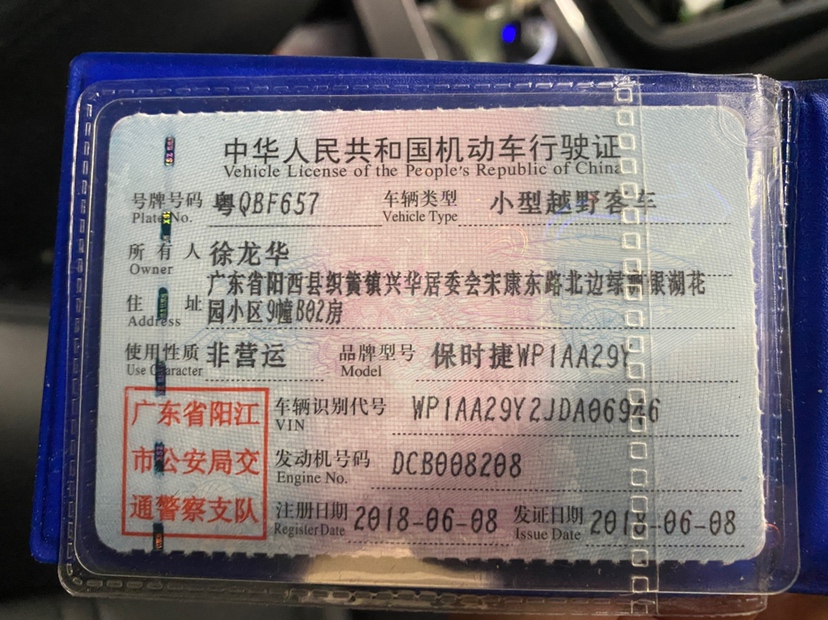 中华人民共和国机动车行驶证
Vehicle License of the People's Republic of China
号牌号码 粤QBF657 车辆类型 小型越野客车
Plate No. Vehicle Type
所有人 徐龙华
Owner
住址 广东省阳西县织篢镇兴华居委会宋康东路北边绿 银湖花
园小区9幢B02房
Address
使用性质 非营运 品牌型号 保时捷WP1AA29Y
Use Character Model
广东省阳江
市公安局交
通警察支队
车辆识别代号 WP1AA29Y2JDA06946
VIN
发动机号码 DCB008208
Engine No.
注册日期 2018-06-08 发证日期 2018-06-08
Register Date Issue Date